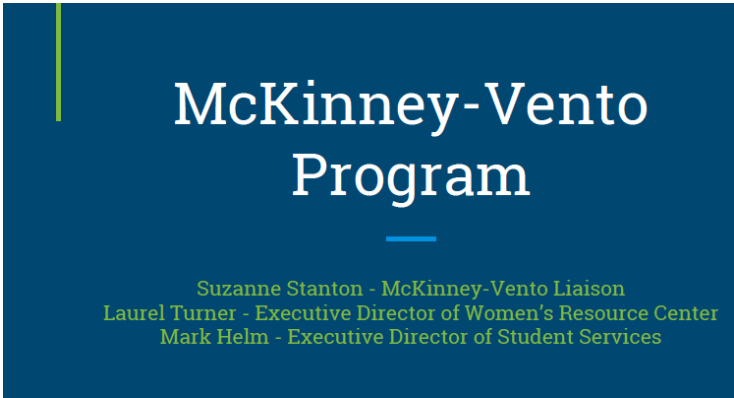 McKinney-Vento
Program
Suzanne Stanton - McKinney-Vento Liaison
Laurel Turner - Executive Director of Women’s Resource Center
Mark Helm - Executive Director of Student Services